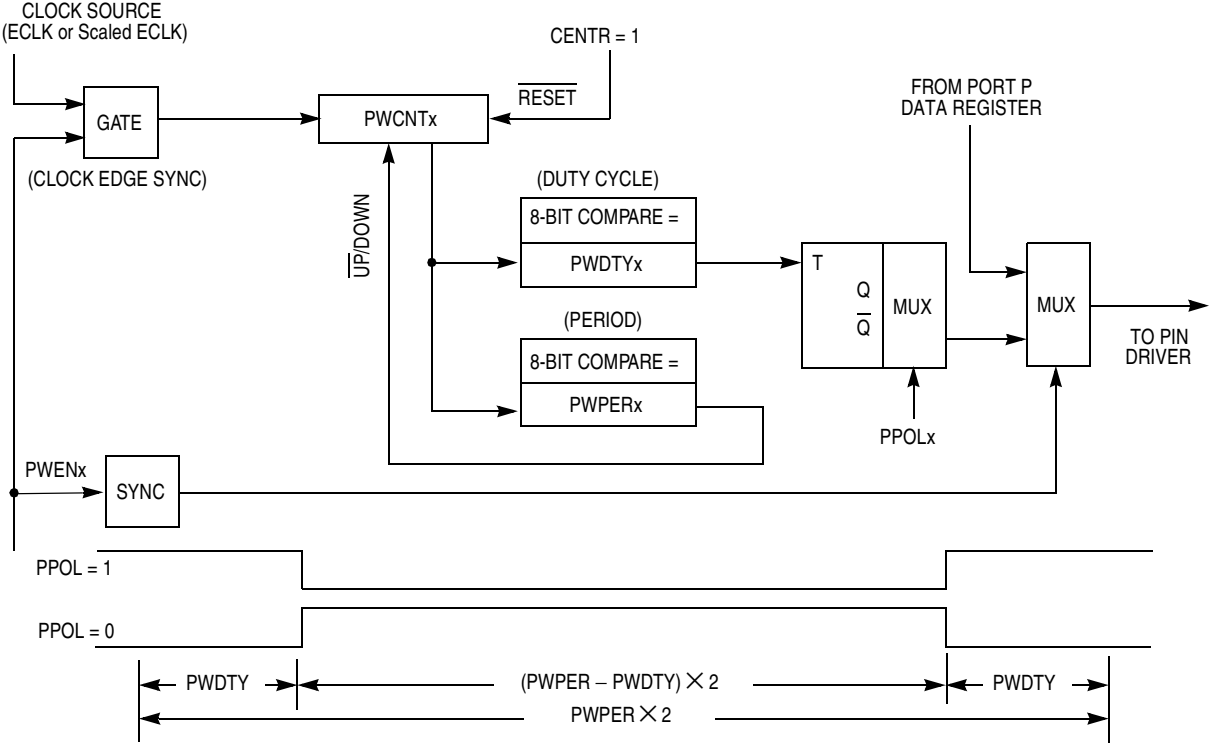 CLOCK SOURCE
(ECLK or Scaled ECLK)
CENTR = 1
RESET
FROM PORT P
DATA REGISTER
GATE
PWCNTx
(CLOCK EDGE SYNC)
(DUTY CYCLE)
8-BIT COMPARE =
PWDTYx
UP/DOWN
T
Q
Q
MUX
MUX
TO PIN
DRIVER
(PERIOD)
8-BIT COMPARE =
PWPERx
PPOLx
PWENx
SYNC
PPOL = 1
PPOL = 0
PWDTY
(PWPER – PWDTY) × 2
PWDTY
PWPER × 2